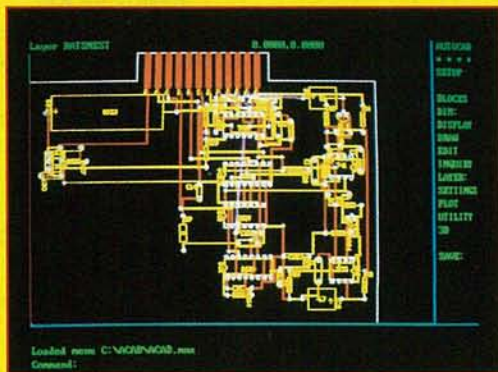 Layer RATSNEST 0.0000,0.0000
AUTOCAD
* * * *
SETUP
BLOCKS
DIM:
DISPLAY
DRAW
EDIT
INQUIRY
LAYER:
SETTINGS
PLOT
UTILITY
3D
SAVE:
Loaded menu C:\ACAD\ACAD.mnx
Command: